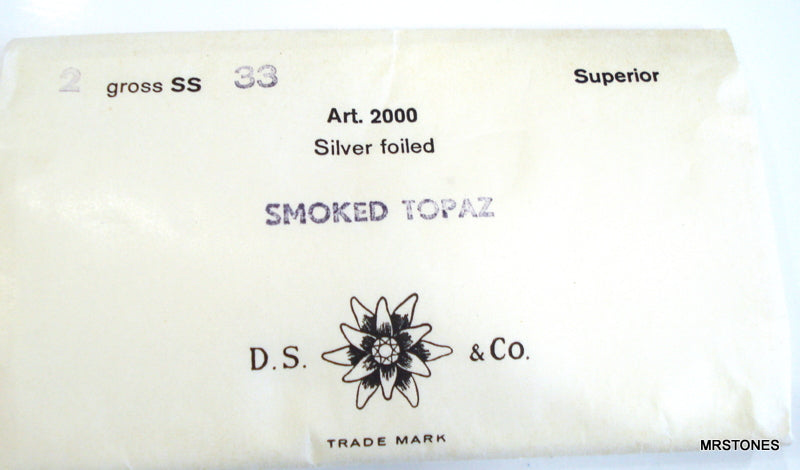 2 gross SS 33 Superior
Art. 2000
Silver foiled
SMOKED TOPAZ
D.S. & Co.
TRADE MARK
MRSTONES